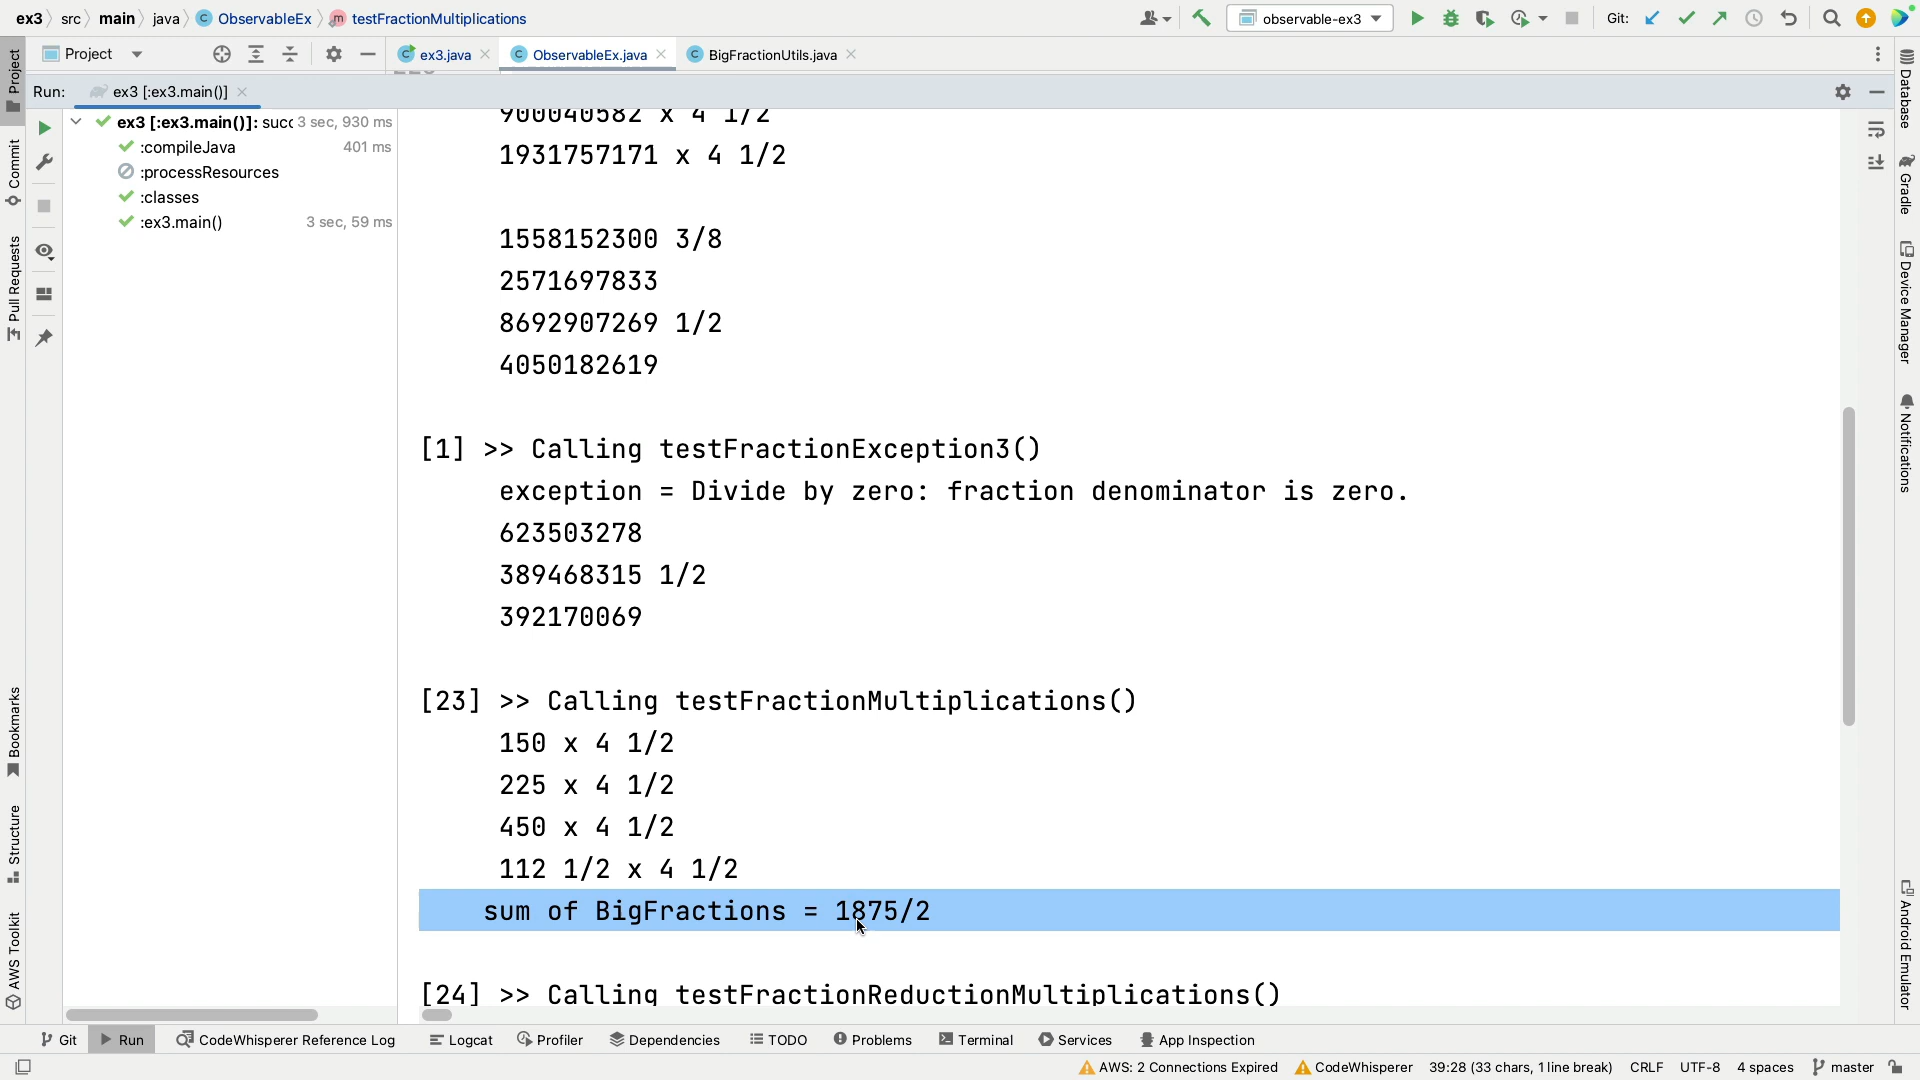 ex3 src main java ObservableEx testFractionMultiplications observable-ex3 Git:
Project ex3.java ObservableEx.java BigFractionUtils.java
Run: ex3 [:ex3.main()]
ex3 [:ex3.main()]: succ 3 sec, 930 ms
:compileJava 401 ms
:processResources
:classes
:ex3.main() 3 sec, 59 ms
900040582 x 4 1/2
1931757171 x 4 1/2
1558152300 3/8
2571697833
8692907269 1/2
4050182619
[1] >> Calling testFractionException3()
exception = Divide by zero: fraction denominator is zero.
623503278
389468315 1/2
392170069
[23] >> Calling testFractionMultiplications()
150 x 4 1/2
225 x 4 1/2
450 x 4 1/2
112 1/2 x 4 1/2
sum of BigFractions = 1875/2
[24] >> Calling testFractionReductionMultiplications()
Project
Commit
Pull Requests
Bookmarks
Structure
AWS Toolkit
Database
Gradle
Device Manager
Notifications
Android Emulator
Git Run CodeWhisperer Reference Log Logcat Profiler Dependencies TODO Problems Terminal Services App Inspection
AWS: 2 Connections Expired CodeWhisperer 39:28 (33 chars, 1 line break) CRLF UTF-8 4 spaces master